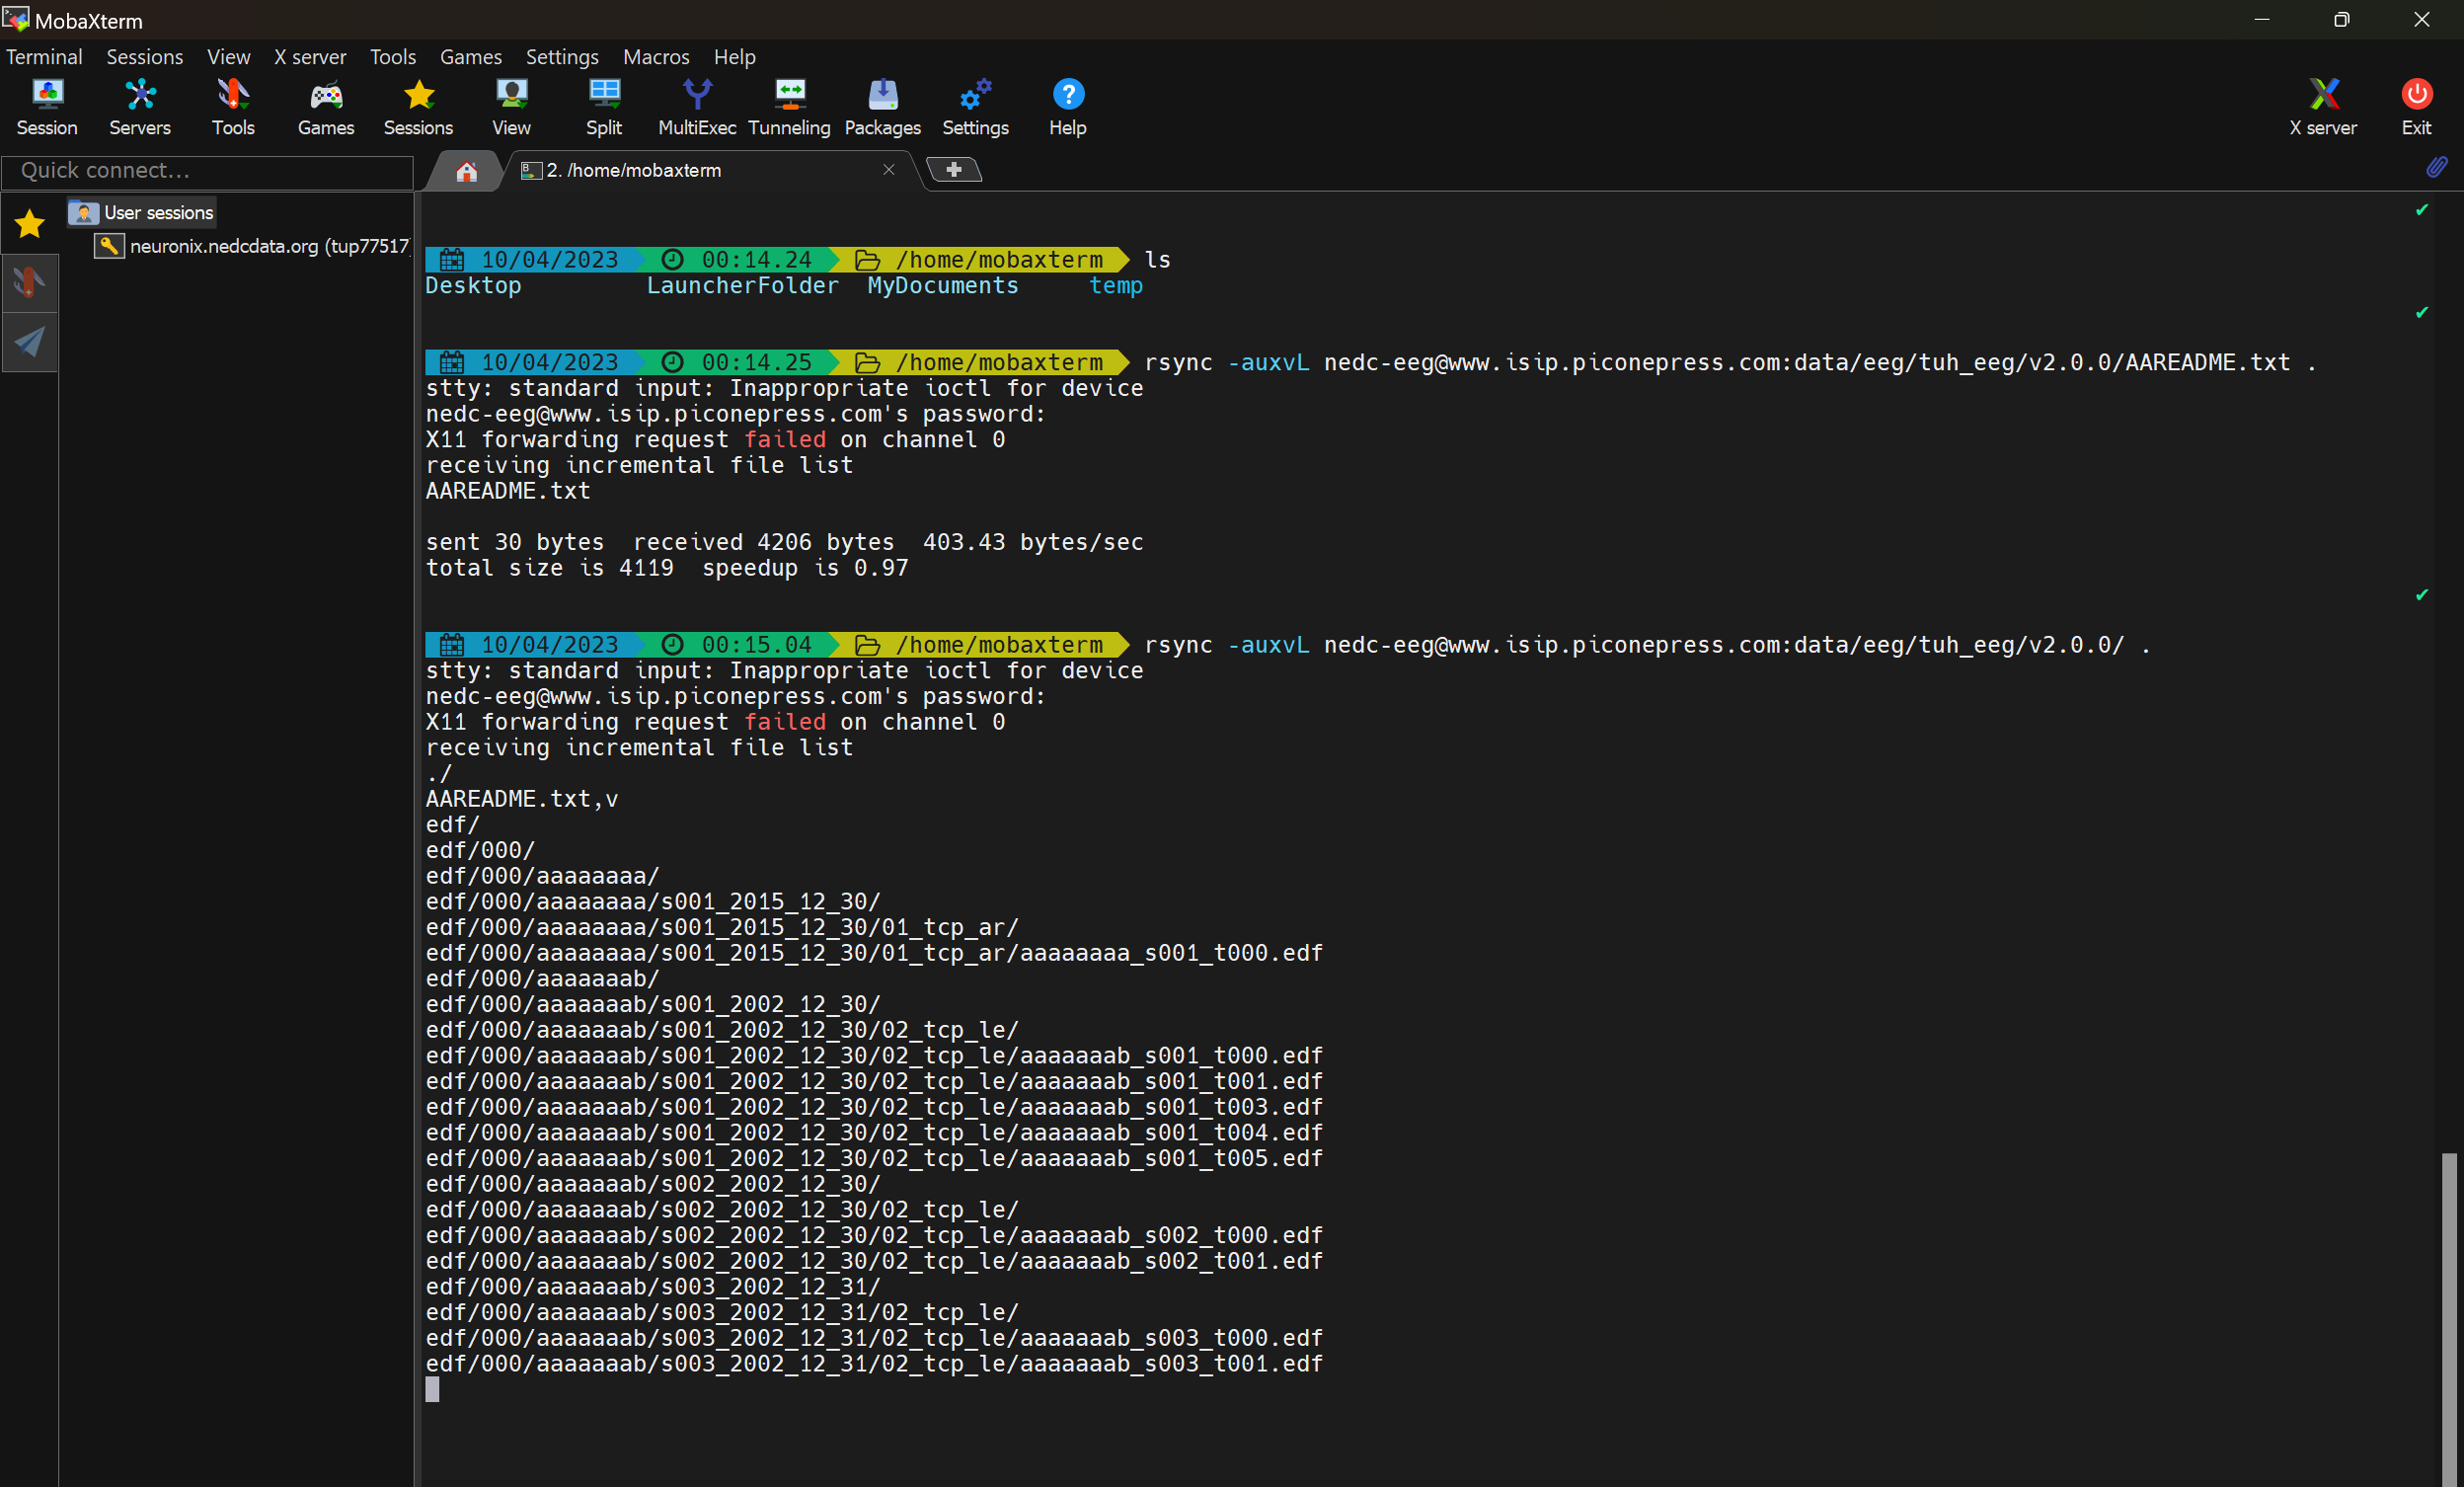 MobaXterm
Terminal Sessions View X server Tools Games Settings Macros Help
Session Servers Tools Games Sessions View Split MultiExec Tunneling Packages Settings Help X server Exit
Quick connect...
2. /home/mobaxterm
User sessions
neuronix.nedcdata.org (tup77517
10/04/2023 00:14.24 /home/mobaxterm ls
Desktop LauncherFolder MyDocuments temp
10/04/2023 00:14.25 /home/mobaxterm rsync -auxvL nedc-eeg@www.isip.piconepress.com:data/eeg/tuh_eeg/v2.0.0/AAREADME.txt .
stty: standard input: Inappropriate ioctl for device
nedc-eeg@www.isip.piconepress.com's password:
X11 forwarding request failed on channel 0
receiving incremental file list
AAREADME.txt
sent 30 bytes received 4206 bytes 403.43 bytes/sec
total size is 4119 speedup is 0.97
10/04/2023 00:15.04 /home/mobaxterm rsync -auxvL nedc-eeg@www.isip.piconepress.com:data/eeg/tuh_eeg/v2.0.0/ .
stty: standard input: Inappropriate ioctl for device
nedc-eeg@www.isip.piconepress.com's password:
X11 forwarding request failed on channel 0
receiving incremental file list
./
AAREADME.txt,v
edf/
edf/000/
edf/000/aaaaaaaa/
edf/000/aaaaaaaa/s001_2015_12_30/
edf/000/aaaaaaaa/s001_2015_12_30/01_tcp_ar/
edf/000/aaaaaaaa/s001_2015_12_30/01_tcp_ar/aaaaaaaa_s001_t000.edf
edf/000/aaaaaaab/
edf/000/aaaaaaab/s001_2002_12_30/
edf/000/aaaaaaab/s001_2002_12_30/02_tcp_le/
edf/000/aaaaaaab/s001_2002_12_30/02_tcp_le/aaaaaaab_s001_t000.edf
edf/000/aaaaaaab/s001_2002_12_30/02_tcp_le/aaaaaaab_s001_t001.edf
edf/000/aaaaaaab/s001_2002_12_30/02_tcp_le/aaaaaaab_s001_t003.edf
edf/000/aaaaaaab/s001_2002_12_30/02_tcp_le/aaaaaaab_s001_t004.edf
edf/000/aaaaaaab/s001_2002_12_30/02_tcp_le/aaaaaaab_s001_t005.edf
edf/000/aaaaaaab/s002_2002_12_30/
edf/000/aaaaaaab/s002_2002_12_30/02_tcp_le/
edf/000/aaaaaaab/s002_2002_12_30/02_tcp_le/aaaaaaab_s002_t000.edf
edf/000/aaaaaaab/s002_2002_12_30/02_tcp_le/aaaaaaab_s002_t001.edf
edf/000/aaaaaaab/s003_2002_12_31/
edf/000/aaaaaaab/s003_2002_12_31/02_tcp_le/
edf/000/aaaaaaab/s003_2002_12_31/02_tcp_le/aaaaaaab_s003_t000.edf
edf/000/aaaaaaab/s003_2002_12_31/02_tcp_le/aaaaaaab_s003_t001.edf